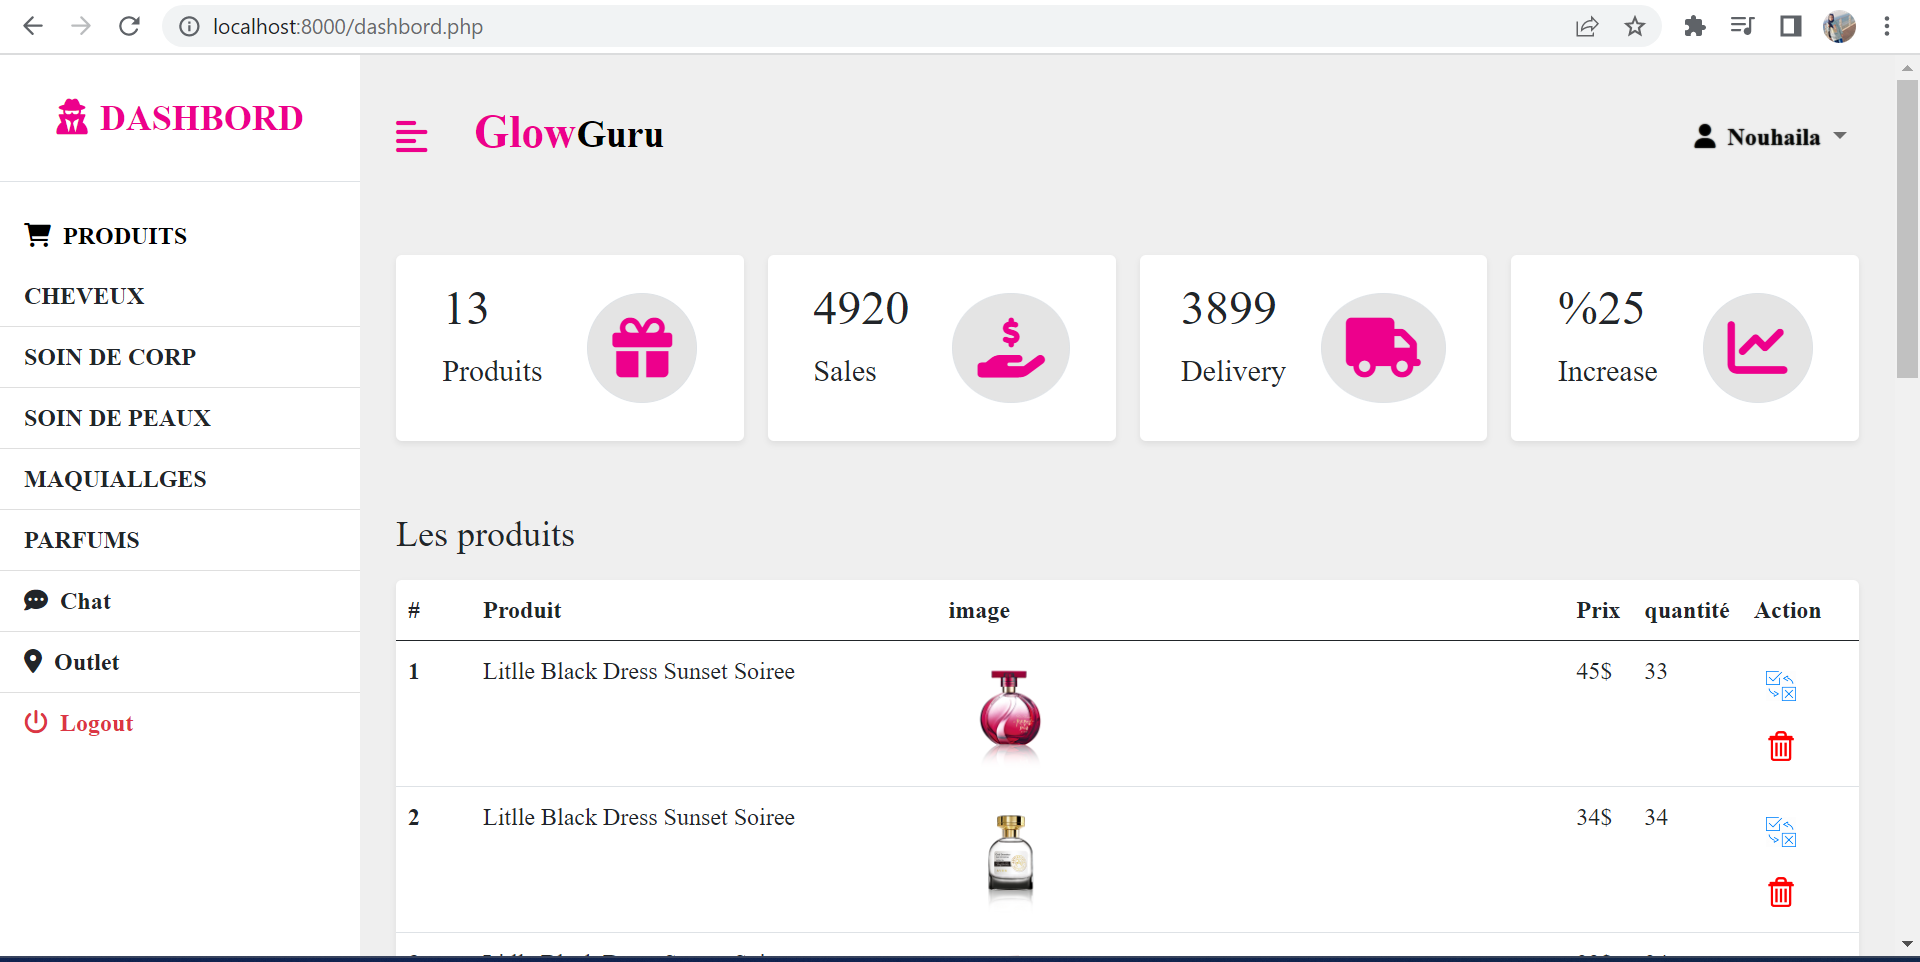 localhost:8000/dashbord.php
DASHBORD
GlowGuru
Nouhaila
PRODUITS
CHEVEUX
SOIN DE CORP
SOIN DE PEAUX
MAQUIALLGES
PARFUMS
Chat
Outlet
Logout
13
Produits
4920
Sales
3899
Delivery
%25
Increase
Les produits
# Produit image Prix quantité Action
1 Litlle Black Dress Sunset Soiree 45$ 33
2 Litlle Black Dress Sunset Soiree 34$ 34